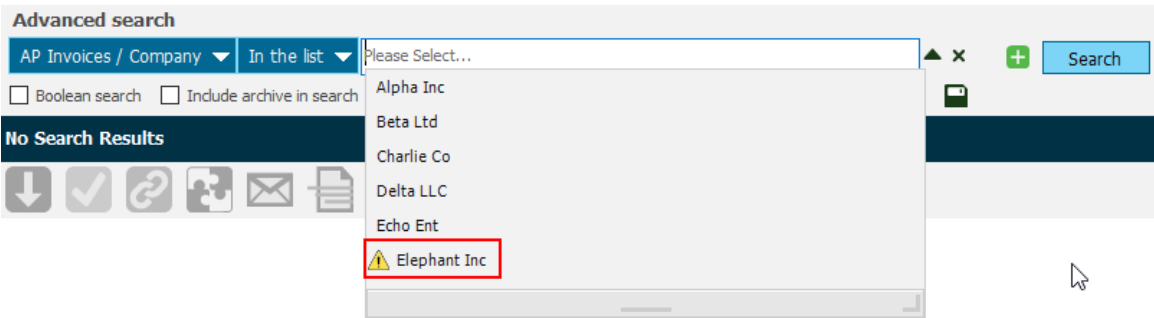 Advanced search
AP Invoices / Company In the list Please Select...
Search
Boolean search Include archive in search
Alpha Inc
Beta Ltd
No Search Results
Charlie Co
Delta LLC
Echo Ent
Elephant Inc